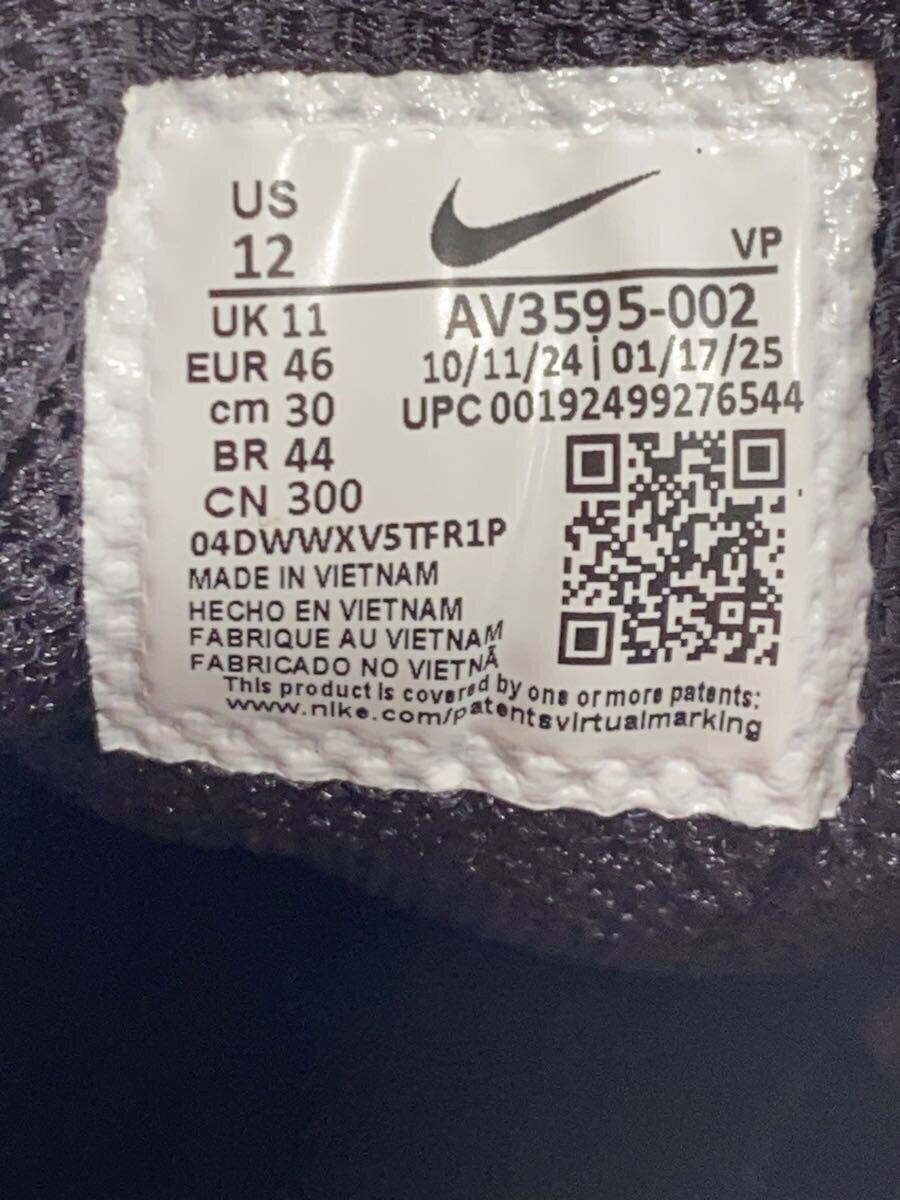 US
12
VP
UK 11
EUR 46
cm 30
BR 44
CN 300
AV3595-002
10/11/24 | 01/17/25
UPC 00192499276544
04DWWXV5TFR1P
MADE IN VIETNAM
HECHO EN VIETNAM
FABRIQUE AU VIETNAM
FABRICADO NO VIETNÃ
This product is covered by one or more patents:
www.nike.com/patentsvirtualmarking